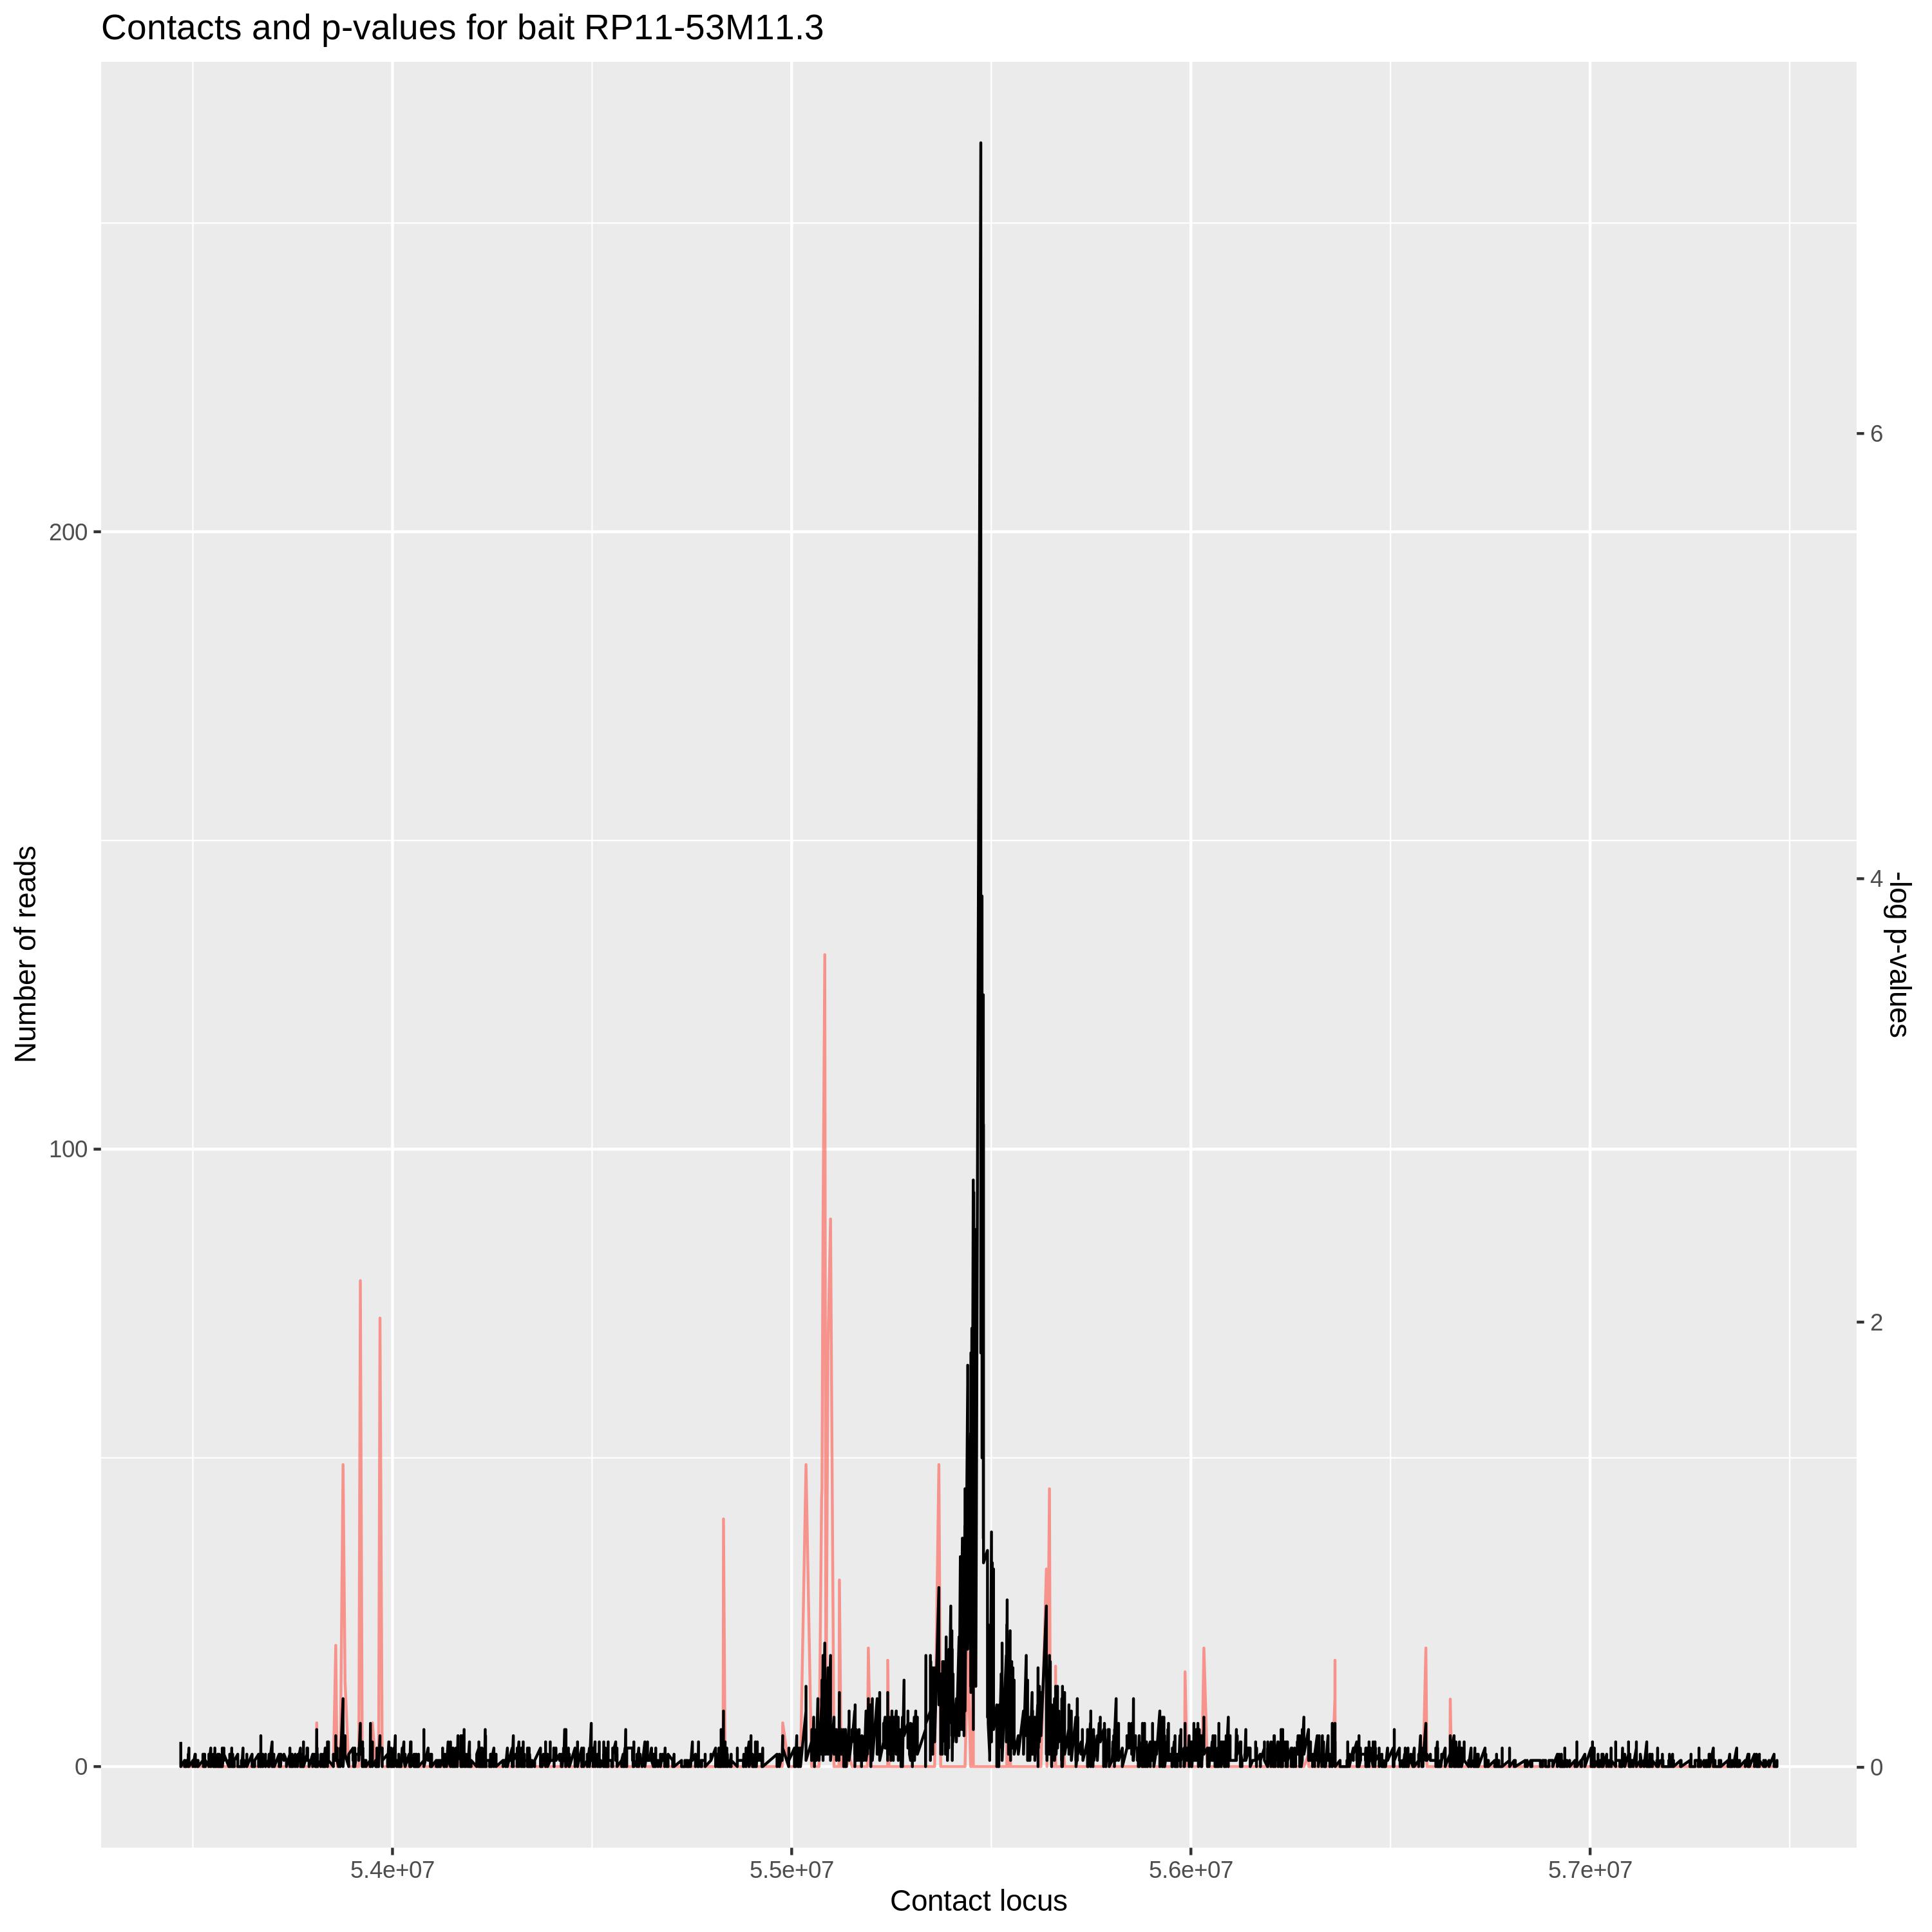 Contacts and p-values for bait RP11-53M11.3
Number of reads
200
100
0
6
4
2
0
-log p-values
5.4e+07 5.5e+07 5.6e+07 5.7e+07
Contact locus